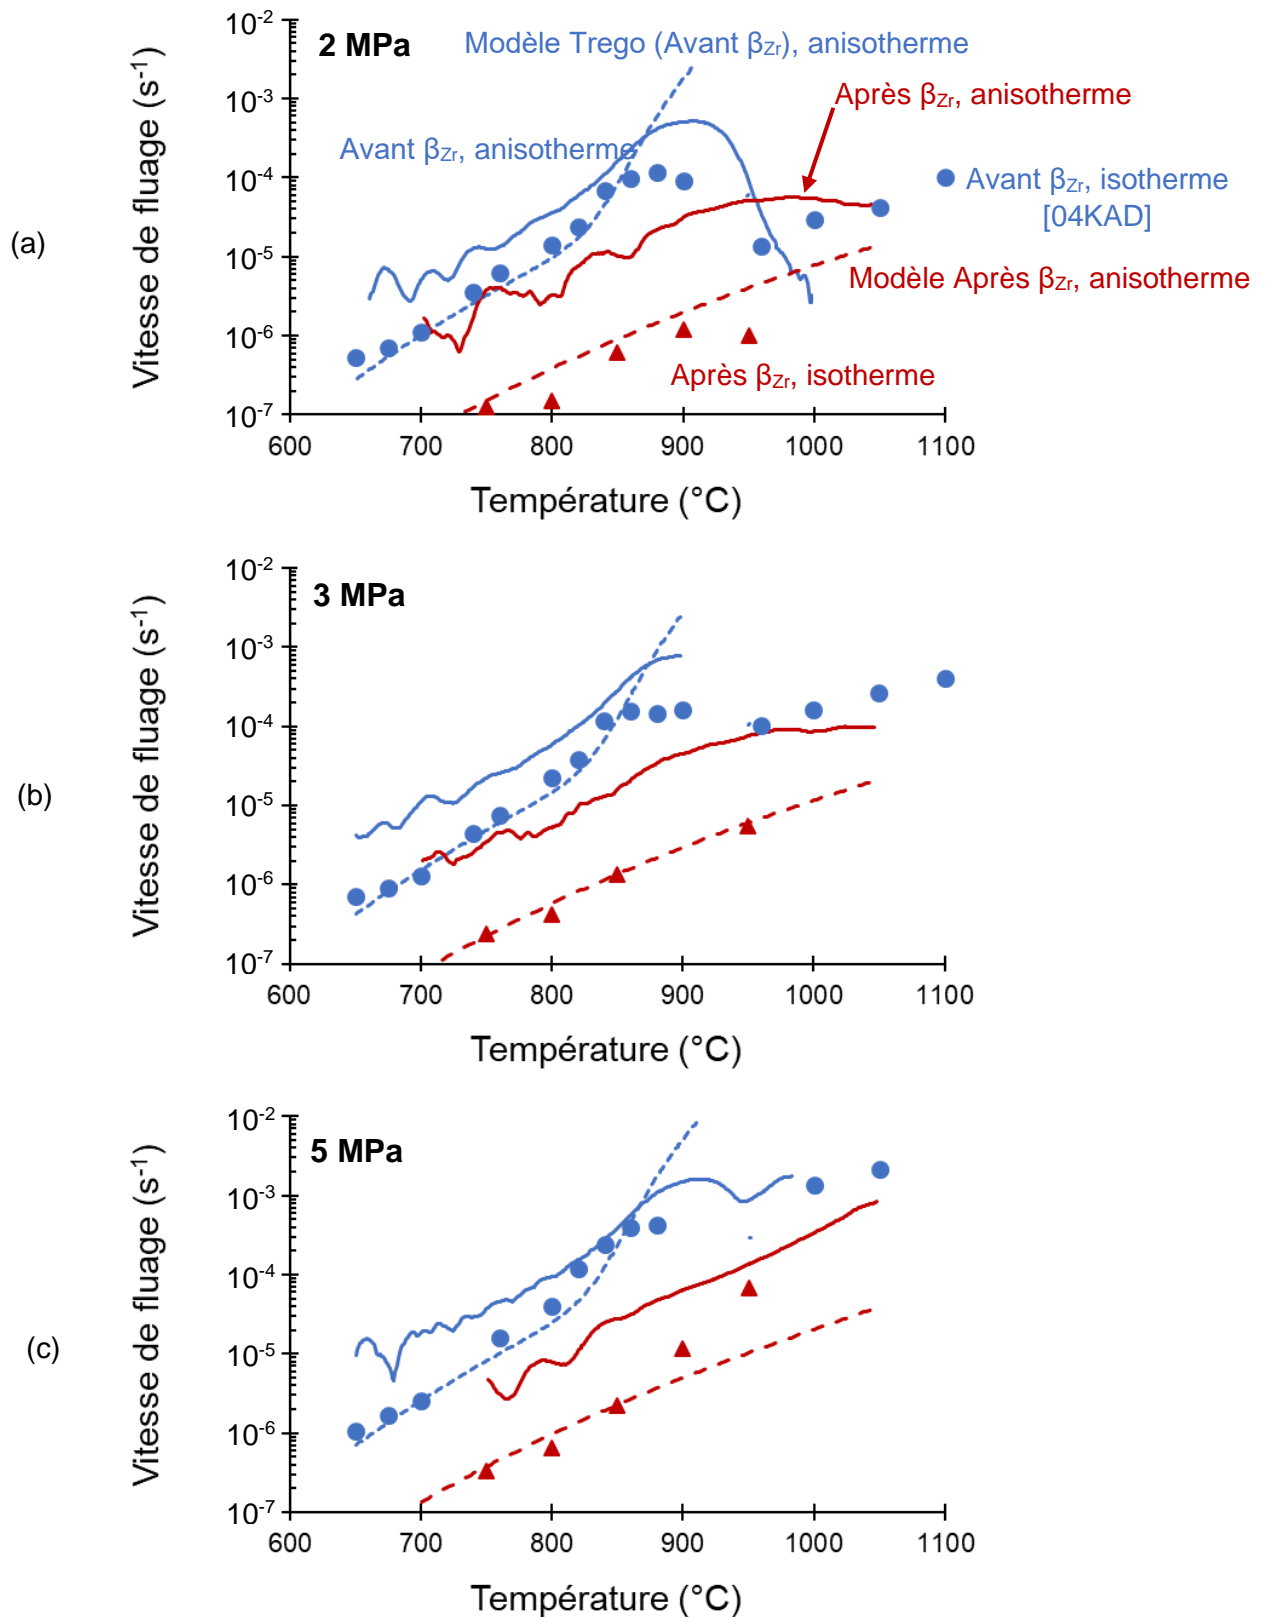 (a)
2 MPa
Modèle Trego (Avant βZr), anisotherme
Après βZr, anisotherme
Avant βZr, anisotherme
Avant βZr, isotherme
[04KAD]
Modèle Après βZr, anisotherme
Après βZr, isotherme
Vitesse de fluage (s-1)
10-2
10-3
10-4
10-5
10-6
10-7
600 700 800 900 1000 1100
Température (°C)
(b)
3 MPa
Vitesse de fluage (s-1)
10-2
10-3
10-4
10-5
10-6
10-7
600 700 800 900 1000 1100
Température (°C)
(c)
5 MPa
Vitesse de fluage (s-1)
10-2
10-3
10-4
10-5
10-6
10-7
600 700 800 900 1000 1100
Température (°C)